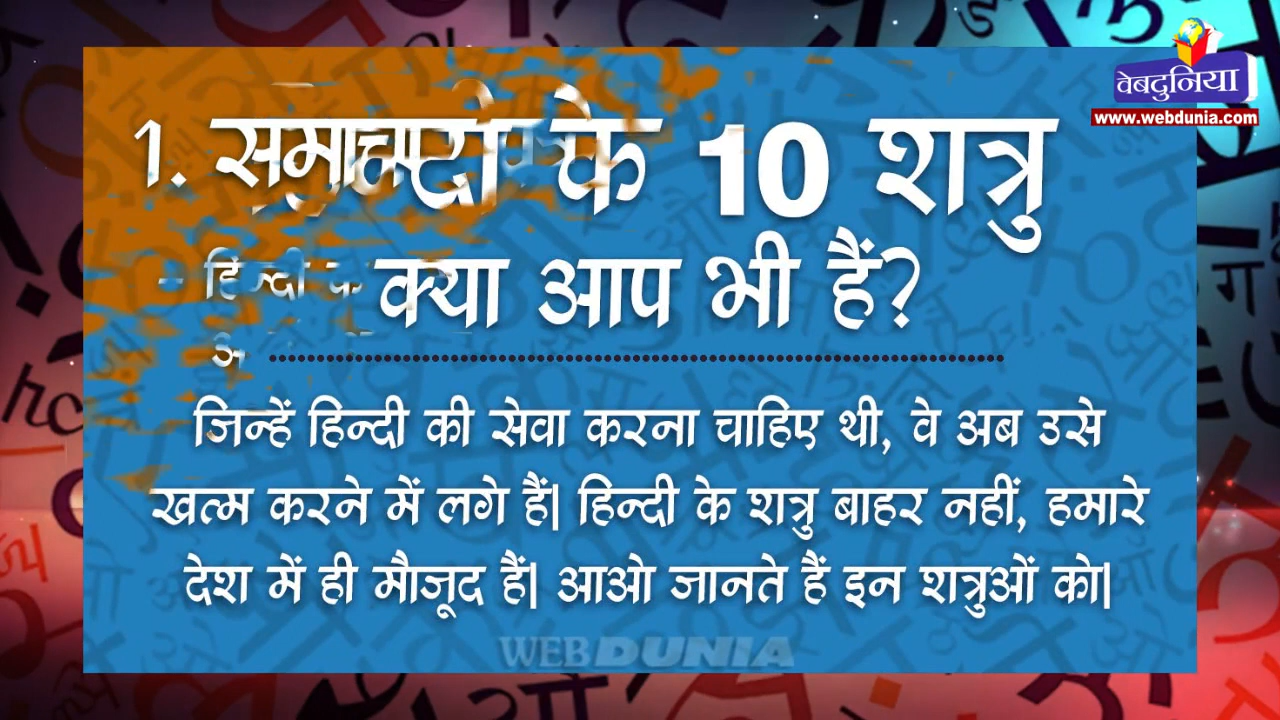 वेबदुनिया
www.webdunia.com
1. के 10 शत्रु
क्या आप भी हैं?
जिन्हें हिन्दी की सेवा करना चाहिए थी, वे अब उसे
खत्म करने में लगे हैं| हिन्दी के शत्रु बाहर नहीं, हमारे
देश में ही मौजूद हैं| आओ जानते हैं इन शत्रुओं को|
WEBDUNIA